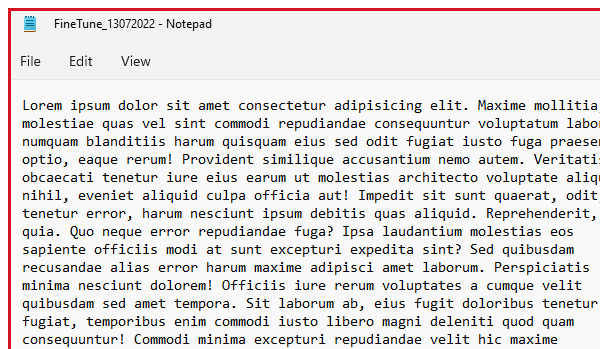 FineTune_13072022 - Notepad
File Edit View
Lorem ipsum dolor sit amet consectetur adipisicing elit. Maxime mollitia,
molestiae quas vel sint commodi repudiandae consequuntur voluptatum
numquam blanditiis harum quisquam eius sed odit fugiat iusto fuga
optio, eaque rerum! Provident similique accusantium nemo autem.
obcaecati tenetur iure eius earum ut molestias architecto voluptate
nihil, eveniet aliquid culpa officia aut! Impedit sit sunt quaerat, odit,
tenetur error, harum nesciunt ipsum debitis quas aliquid. Reprehenderit,
quia. Quo neque error repudiandae fuga? Ipsa laudantium molestias eos
sapiente officiis modi at sunt excepturi expedita sint? Sed quibusdam
recusandae alias error harum maxime adipisci amet laborum. Perspiciatis
minima nesciunt dolorem! Officiis iure rerum voluptates a cumque velit
quibusdam sed amet tempora. Sit laborum ab, eius fugit doloribus tenetur
fugiat, temporibus enim commodi iusto libero magni deleniti quod quam
consequuntur! Commodi minima excepturi repudiandae velit hic maxime